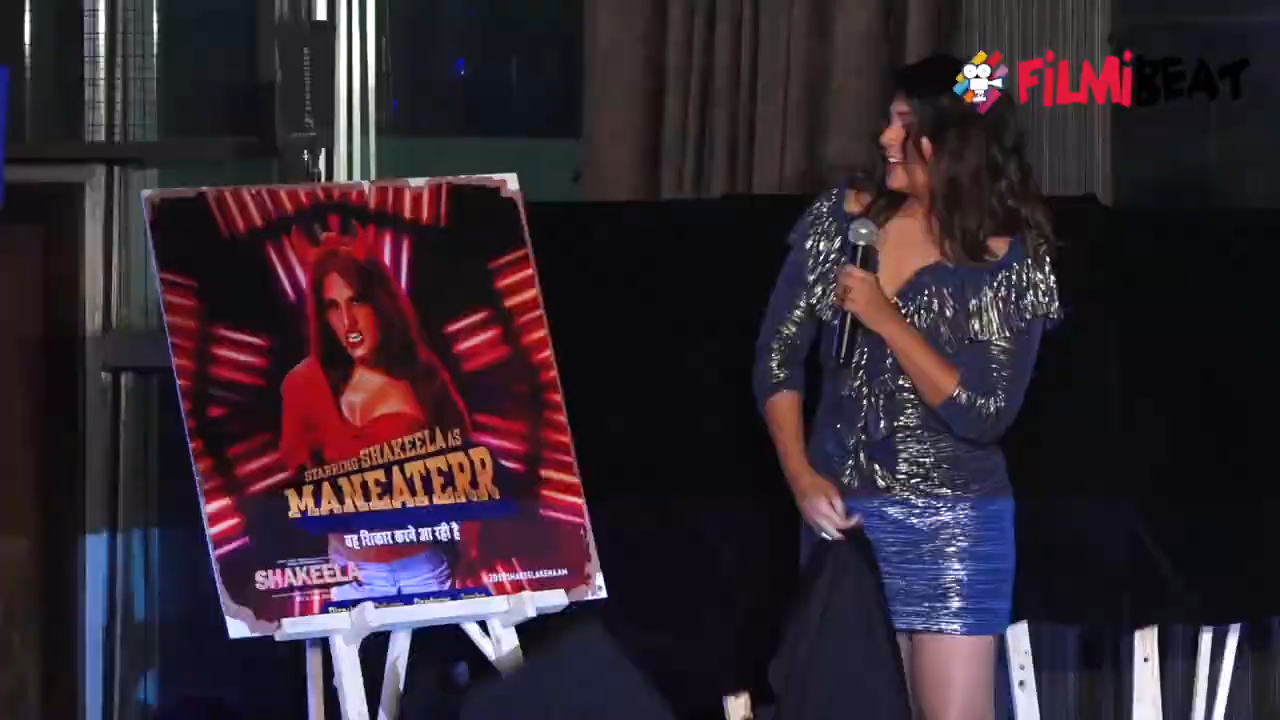 FiLMiBEAT
STARRING SHAKEELA AS
MANEATERR
वह शिकार करने आ रही है
SHAKEELA